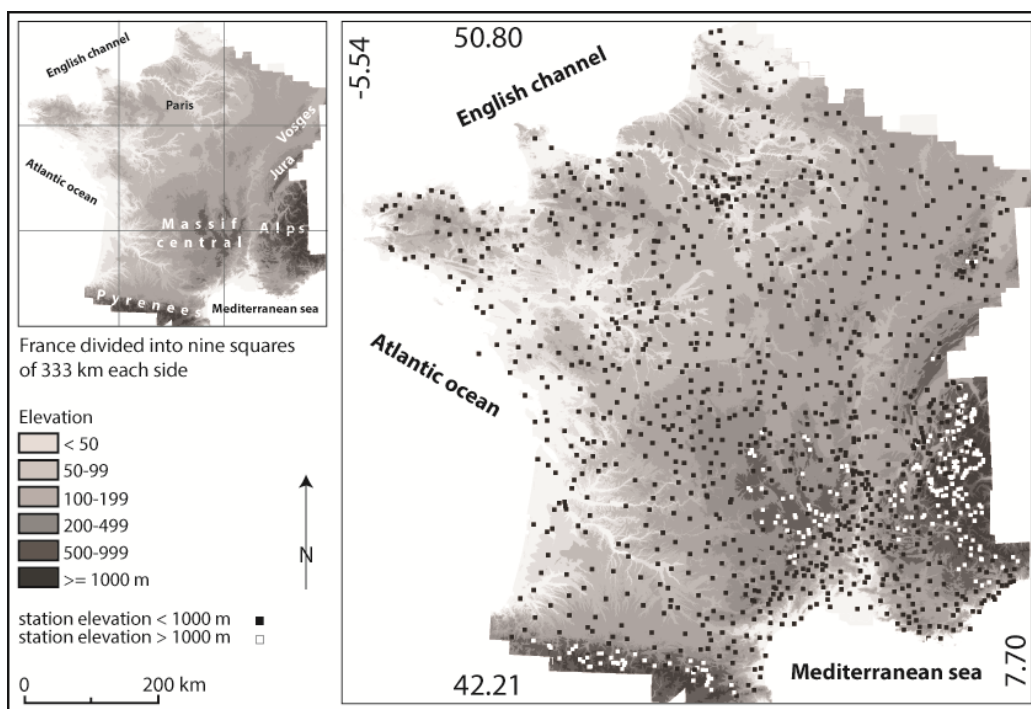 English channel
Paris
Vosges
Jura
Atlantic ocean
Massif
central
Alps
Pyrenees
Mediterranean sea
France divided into nine squares
of 333 km each side
Elevation
< 50
50-99
100-199
200-499
500-999
>= 1000 m
N
station elevation < 1000 m
station elevation > 1000 m
0
200 km
-5.54
50.80
English channel
Atlantic ocean
42.21
Mediterranean sea
7.70